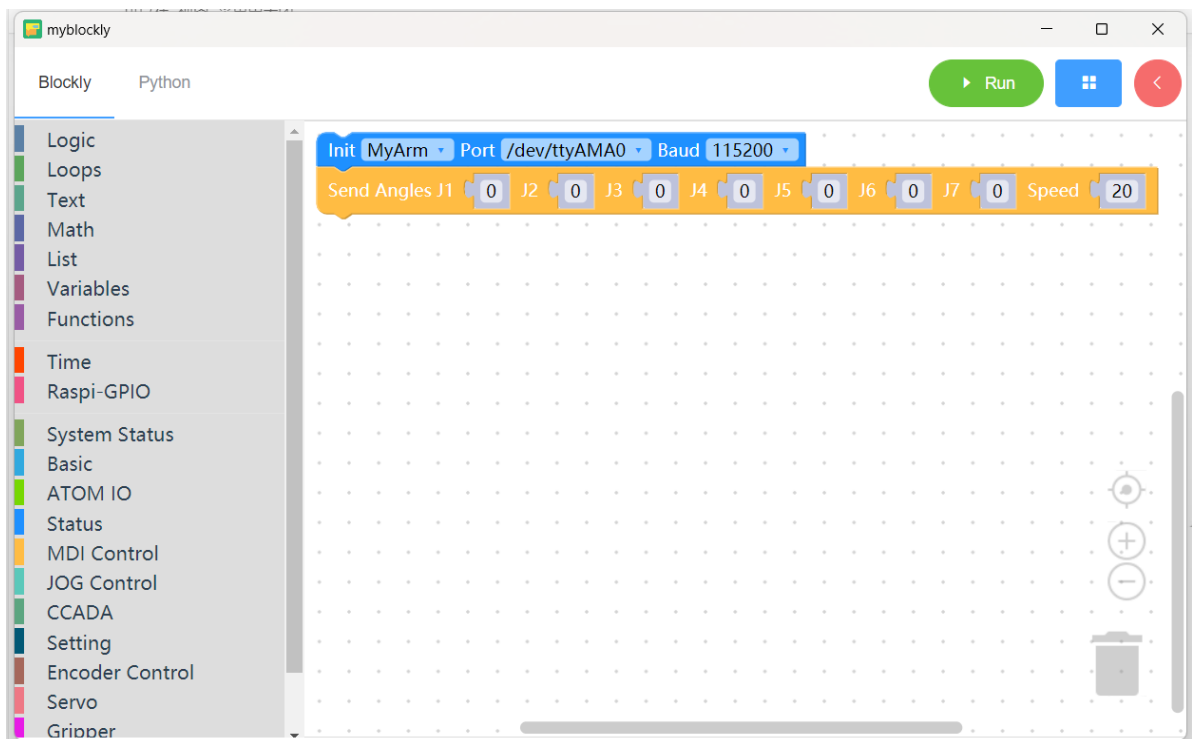 myblockly
Blockly Python Run
Logic
Loops
Text
Math
List
Variables
Functions
Time
Raspi-GPIO
System Status
Basic
ATOM IO
Status
MDI Control
JOG Control
CCADA
Setting
Encoder Control
Servo
Gripper
Init MyArm Port /dev/ttyAMA0 Baud 115200
Send Angles J1 0 J2 0 J3 0 J4 0 J5 0 J6 0 J7 0 Speed 20